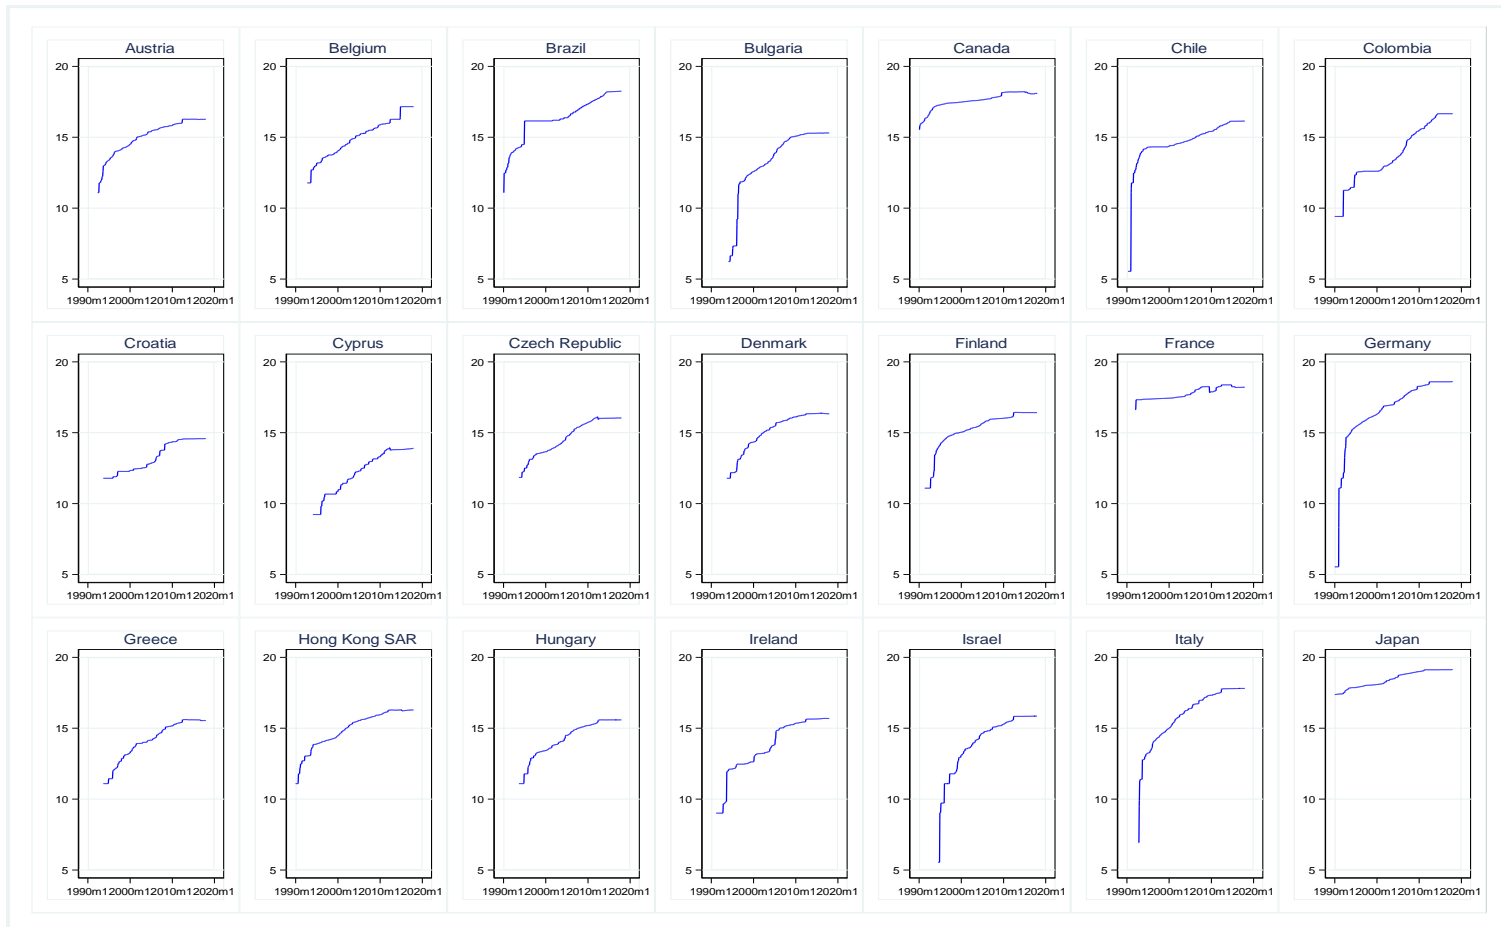 Austria Belgium Brazil Bulgaria Canada Chile Colombia
20 20 20 20 20 20 20
15 15 15 15 15 15 15
10 10 10 10 10 10 10
5 5 5 5 5 5 5
1990m12000m12010m12020m1 1990m12000m12010m12020m1 1990m12000m12010m12020m1 1990m12000m12010m12020m1 1990m12000m12010m12020m1 1990m12000m12010m12020m1 1990m12000m12010m12020m1
Croatia Cyprus Czech Republic Denmark Finland France Germany
20 20 20 20 20 20 20
15 15 15 15 15 15 15
10 10 10 10 10 10 10
5 5 5 5 5 5 5
1990m12000m12010m12020m1 1990m12000m12010m12020m1 1990m12000m12010m12020m1 1990m12000m12010m12020m1 1990m12000m12010m12020m1 1990m12000m12010m12020m1 1990m12000m12010m12020m1
Greece Hong Kong SAR Hungary Ireland Israel Italy Japan
20 20 20 20 20 20 20
15 15 15 15 15 15 15
10 10 10 10 10 10 10
5 5 5 5 5 5 5
1990m12000m12010m12020m1 1990m12000m12010m12020m1 1990m12000m12010m12020m1 1990m12000m12010m12020m1 1990m12000m12010m12020m1 1990m12000m12010m12020m1 1990m12000m12010m12020m1